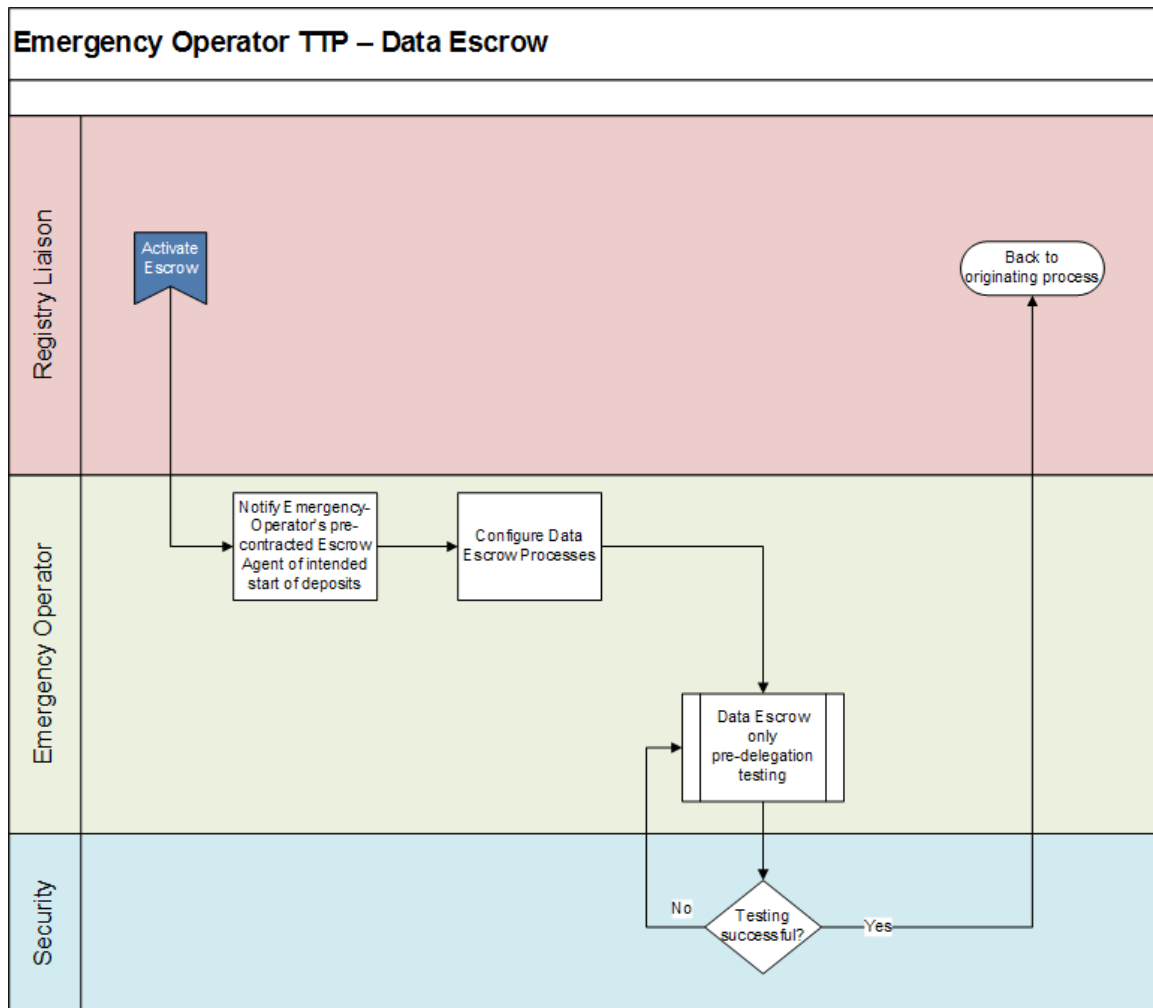 Emergency Operator TTP – Data Escrow
Registry Liaison
Activate
Escrow
Back to
originating process
Emergency Operator
Notify Emergency-
Operator's pre-
contracted Escrow
Agent of intended
start of deposits
Configure Data
Escrow Processes
Data Escrow
only
pre-delegation
testing
Security
No
Testing
successful?
Yes